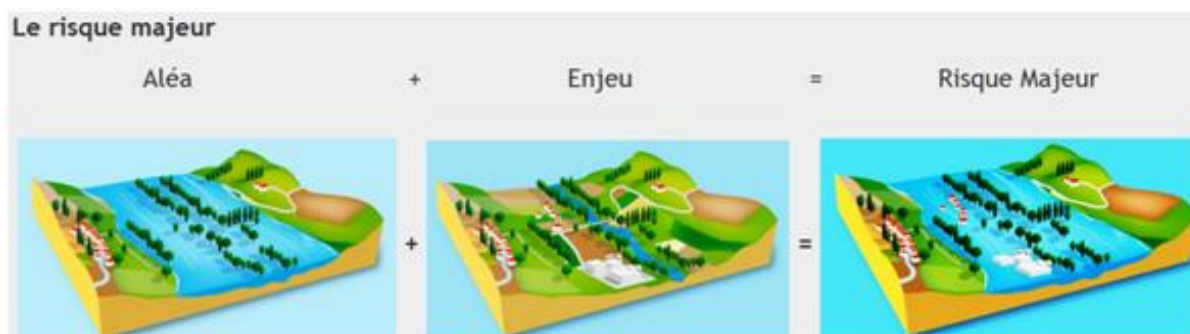 Le risque majeur
Aléa + Enjeu = Risque Majeur
+ =